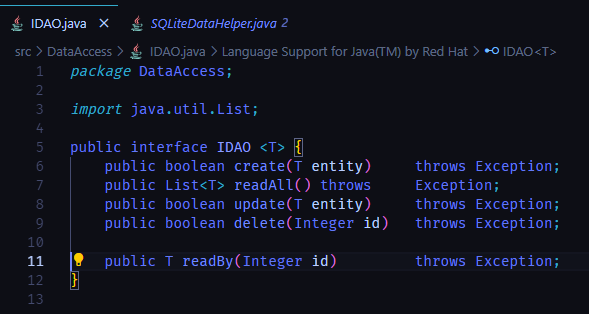 IDAO.java
SQLiteDataHelper.java 2
src > DataAccess > IDAO.java > Language Support for Java(TM) by Red Hat > IDAO<T>
1 package DataAccess;
2
3 import java.util.List;
4
5 public interface IDAO <T> {
6     public boolean create(T entity)     throws Exception;
7     public List<T> readAll() throws     Exception;
8     public boolean update(T entity)     throws Exception;
9     public boolean delete(Integer id)   throws Exception;
10
11     public T readBy(Integer id)         throws Exception;
12 }
13